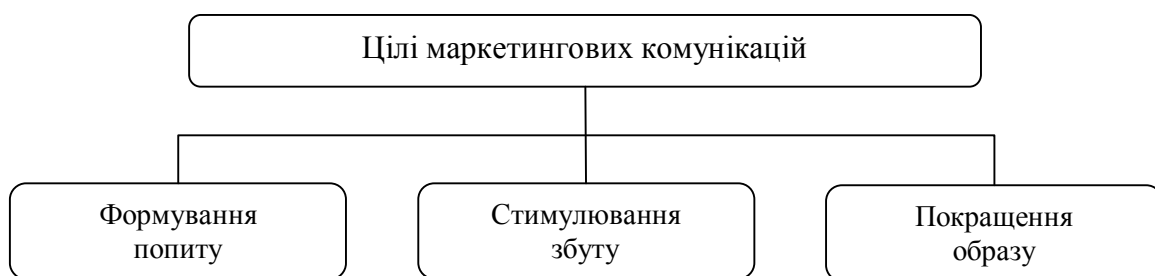 Цілі маркетингових комунікацій
Формування
попиту
Стимулювання
збуту
Покращення
образу